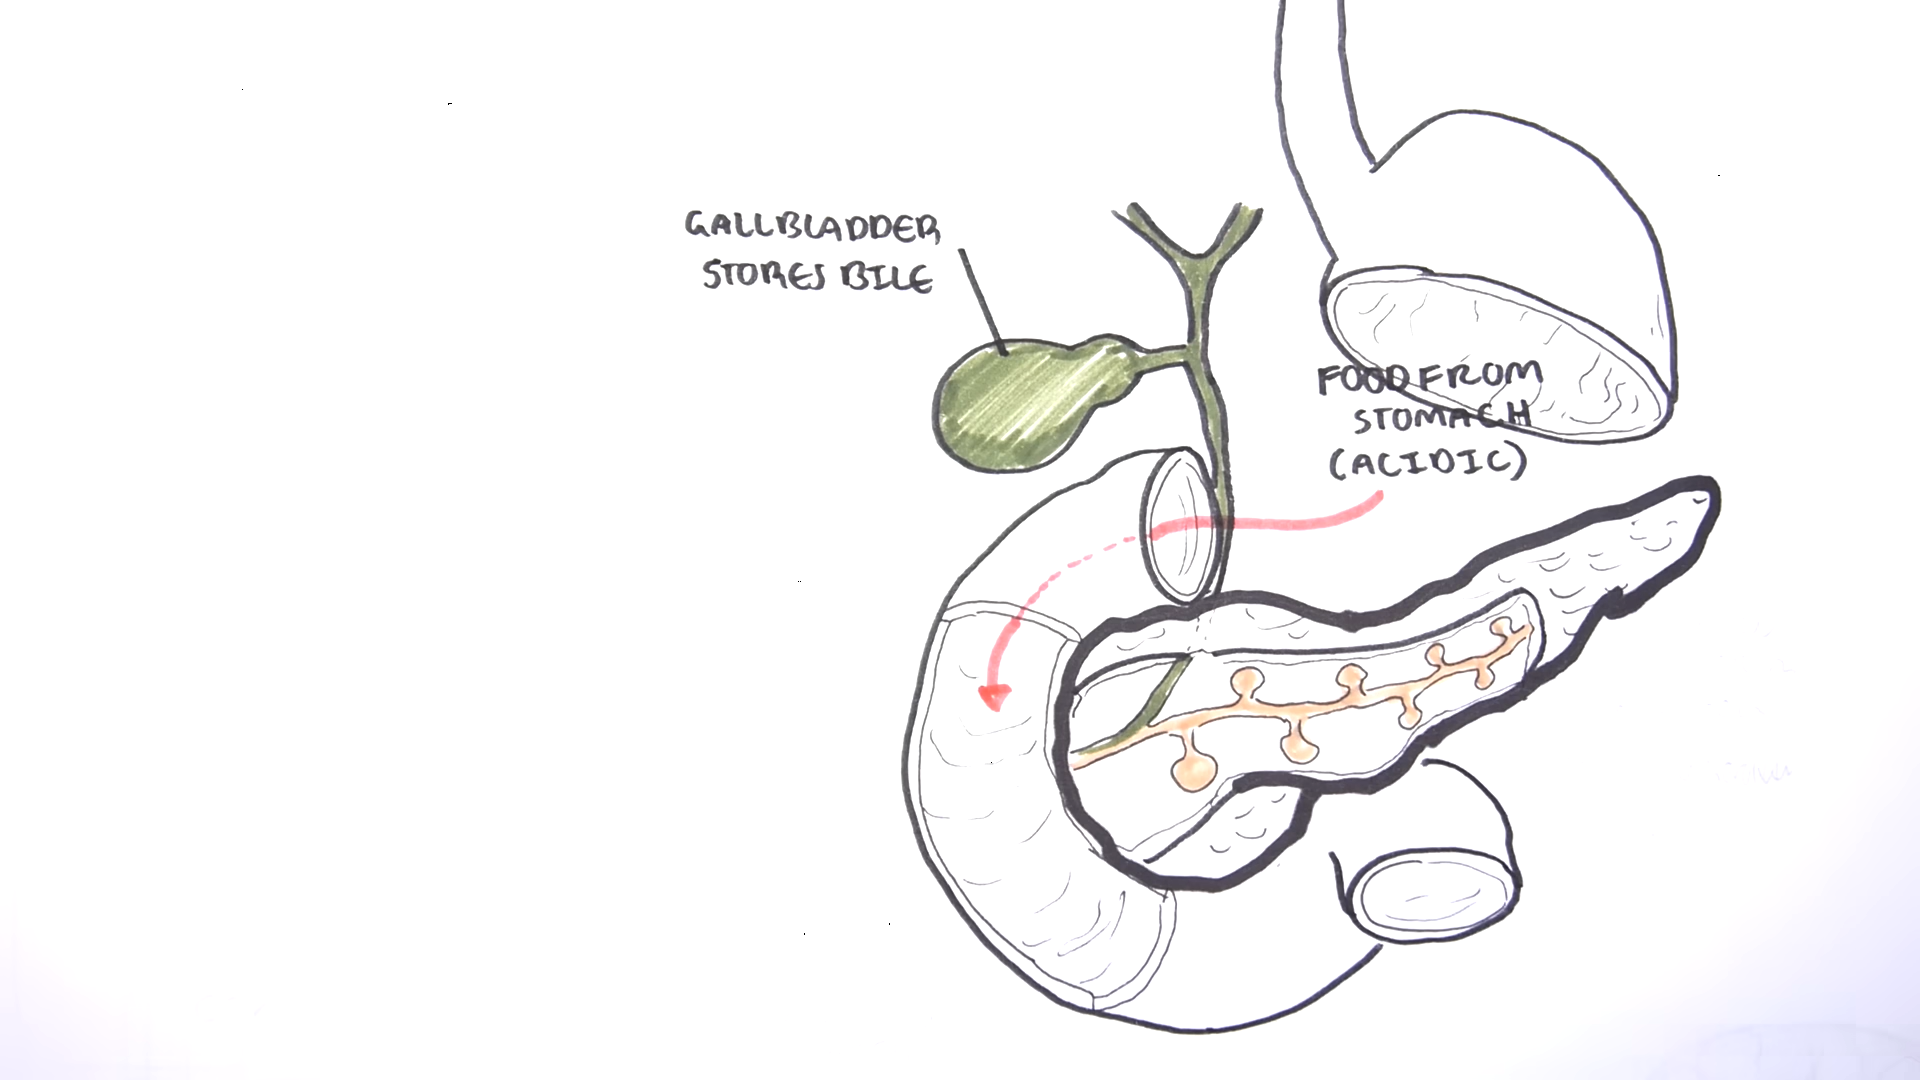 GALLBLADDER
STORES BILE
FOOD FROM
STOMACH
(ACIDIC)